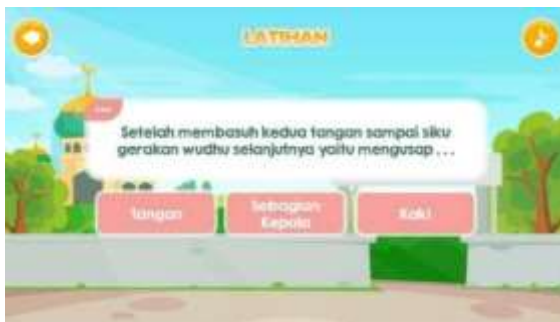 LATIHAN
Setelah membasuh kedua tangan sampai siku
gerakan wudhu selanjutnya yaitu mengusap . . .
Tangan
Sebagian
Kepala
Kaki